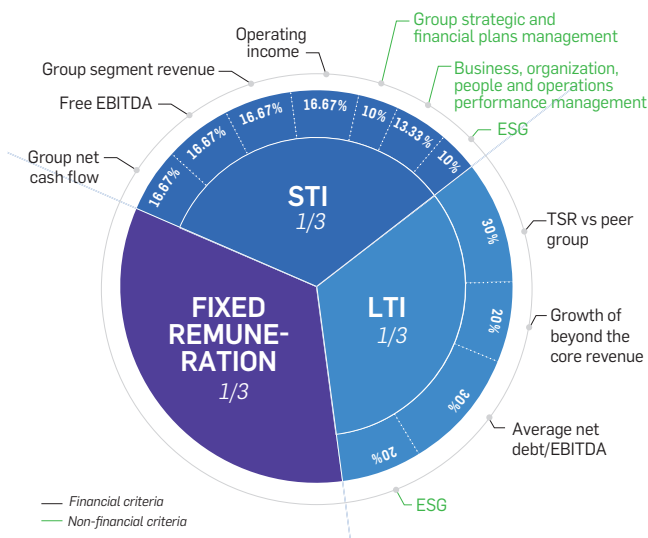 Group strategic and
financial plans management
Operating
income
Group segment revenue
Business, organization,
people and operations
performance management
Free EBITDA
ESG
Group net
cash flow
16.67%
16.67%
16.67%
16.67%
10%
13.33%
10%
STI
1/3
TSR vs peer
group
30%
FIXED
REMUNE-
RATION
1/3
LTI
1/3
20%
Growth of
beyond the
core revenue
30%
Average net
debt/EBITDA
20%
ESG
Financial criteria
Non-financial criteria